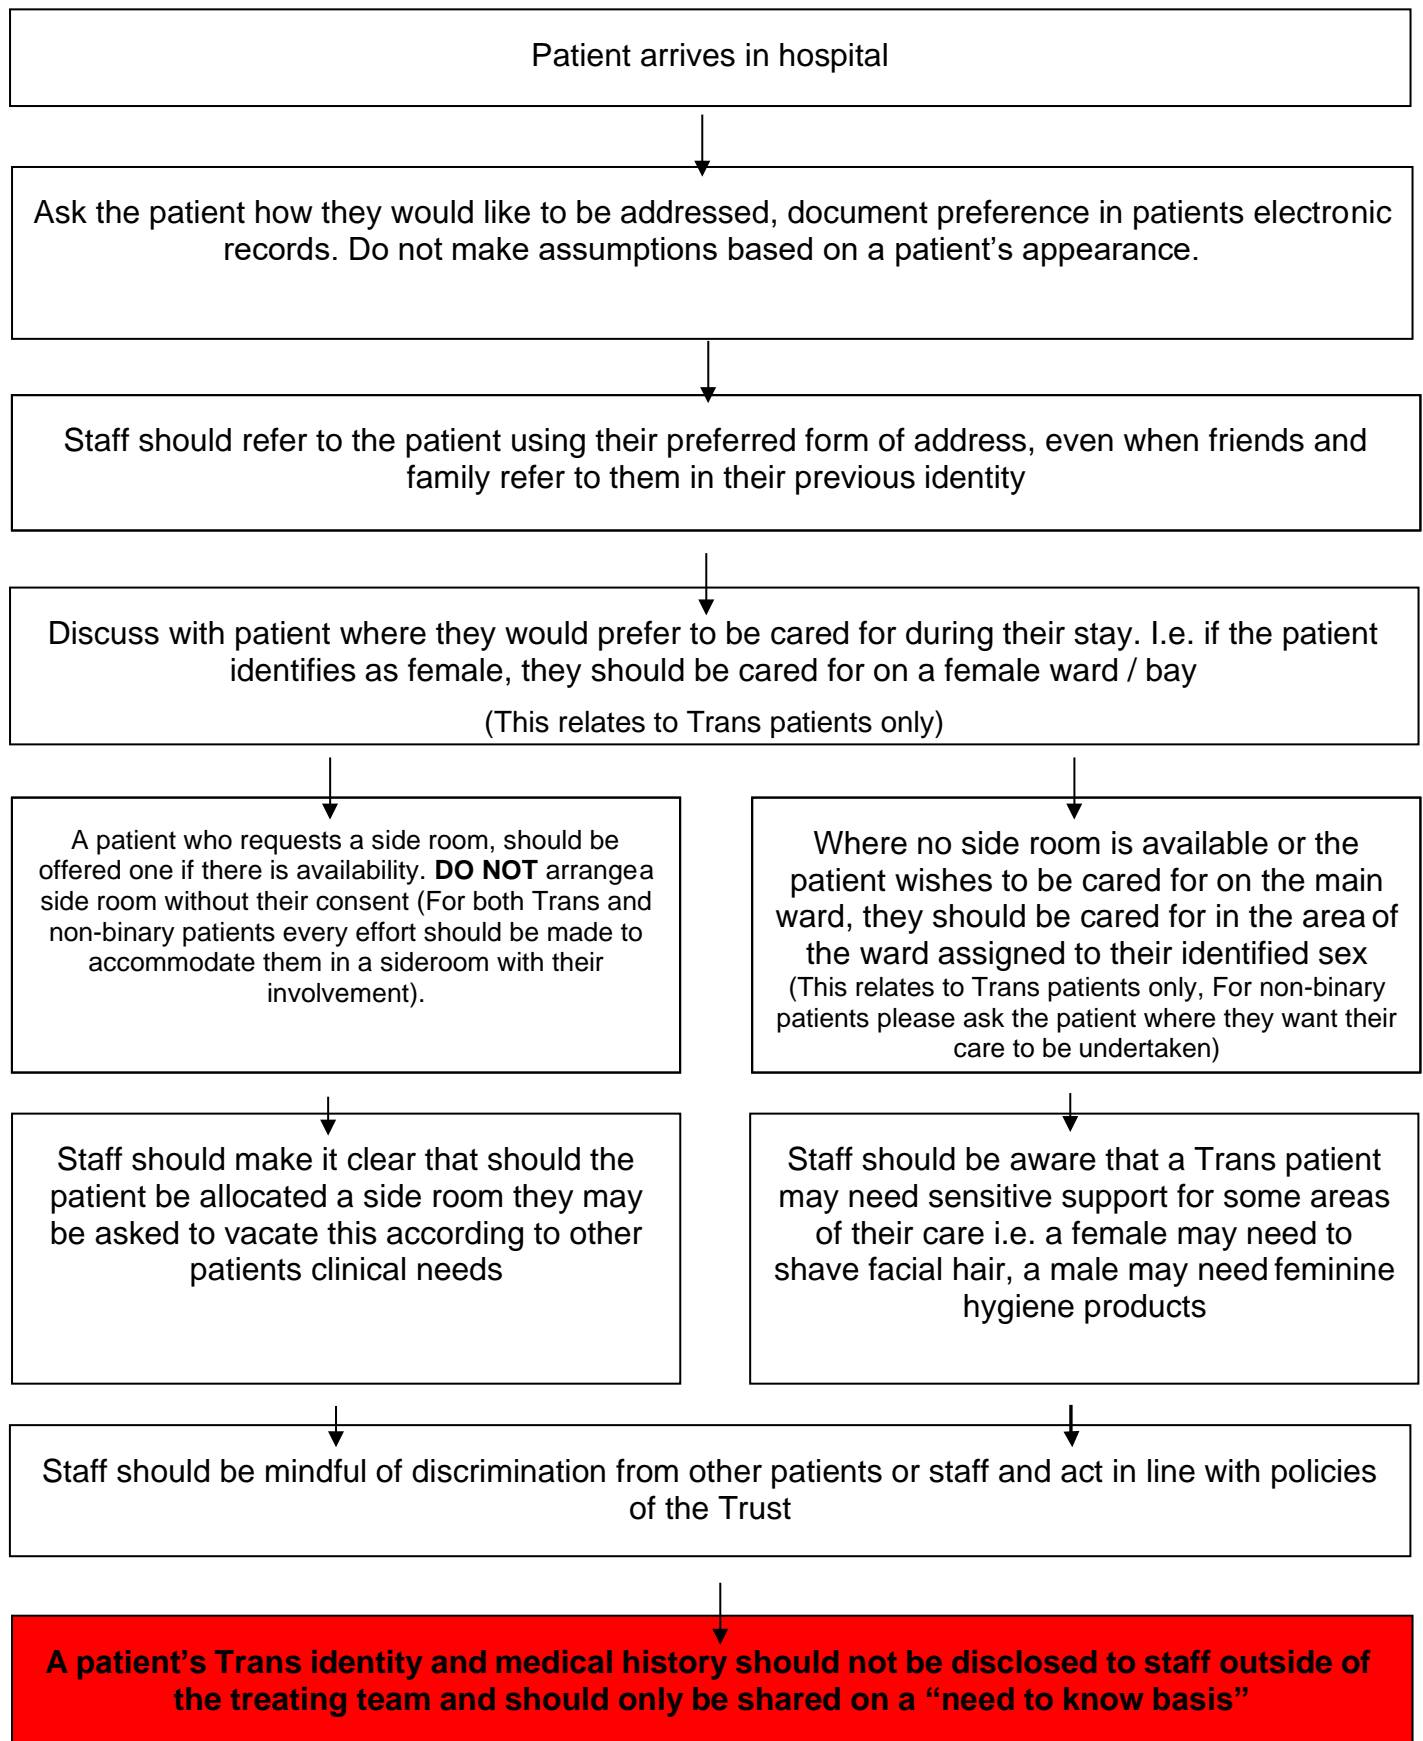 Patient arrives in hospital
Ask the patient how they would like to be addressed, document preference in patients electronic
records. Do not make assumptions based on a patient’s appearance.
Staff should refer to the patient using their preferred form of address, even when friends and
family refer to them in their previous identity
Discuss with patient where they would prefer to be cared for during their stay. I.e. if the patient
identifies as female, they should be cared for on a female ward / bay
(This relates to Trans patients only)
A patient who requests a side room, should be
offered one if there is availability. DO NOT arrangea
side room without their consent (For both Trans and
non-binary patients every effort should be made to
accommodate them in a sideroom with their
involvement).
Where no side room is available or the
patient wishes to be cared for on the main
ward, they should be cared for in the area of
the ward assigned to their identified sex
(This relates to Trans patients only, For non-binary
patients please ask the patient where they want their
care to be undertaken)
Staff should make it clear that should the
patient be allocated a side room they may
be asked to vacate this according to other
patients clinical needs
Staff should be aware that a Trans patient
may need sensitive support for some areas
of their care i.e. a female may need to
shave facial hair, a male may need feminine
hygiene products
Staff should be mindful of discrimination from other patients or staff and act in line with policies
of the Trust
A patient’s Trans identity and medical history should not be disclosed to staff outside of
the treating team and should only be shared on a “need to know basis”